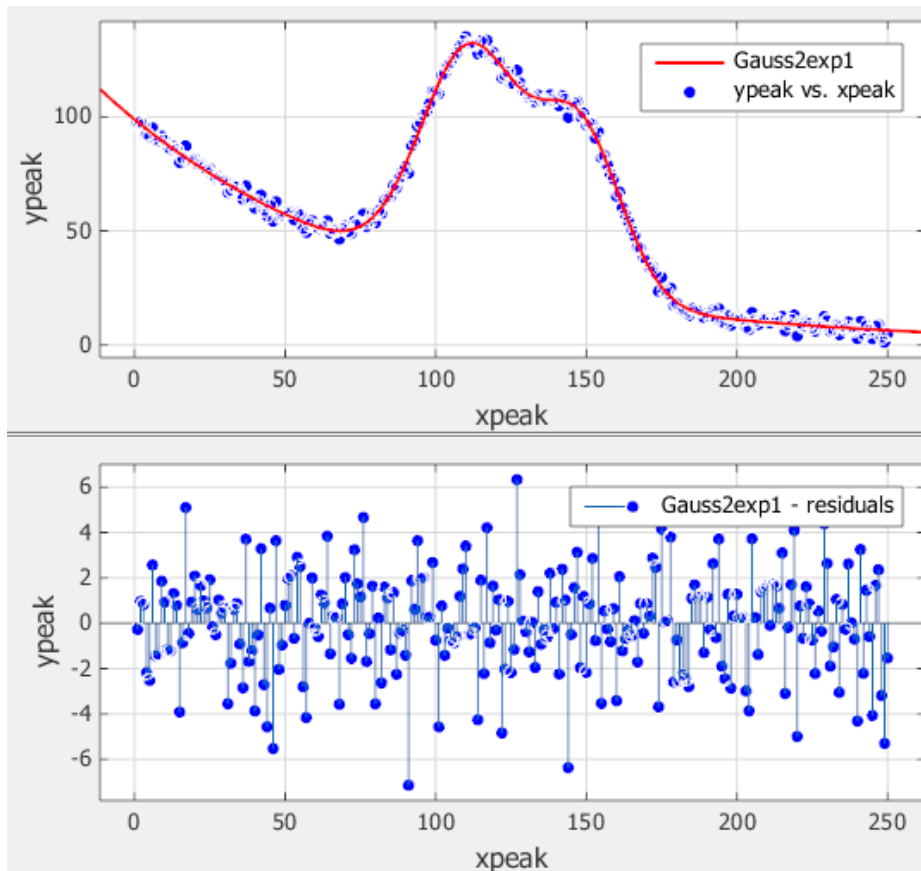 ypeak
100
50
0
Gauss2exp1
ypeak vs. xpeak
0 50 100 150 200 250
xpeak
ypeak
6
4
2
0
-2
-4
-6
Gauss2exp1 - residuals
0 50 100 150 200 250
xpeak